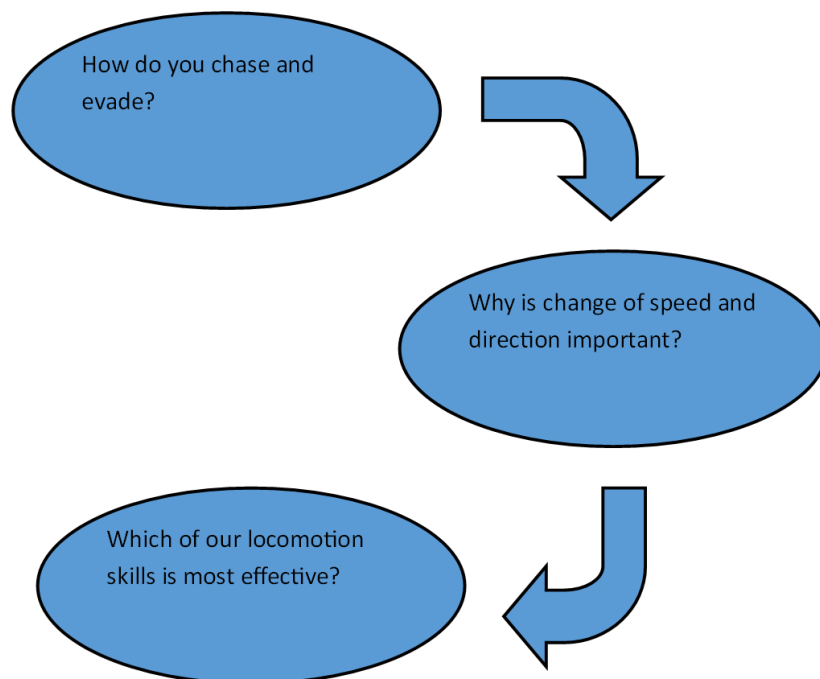 How do you chase and
evade?
Why is change of speed and
direction important?
Which of our locomotion
skills is most effective?